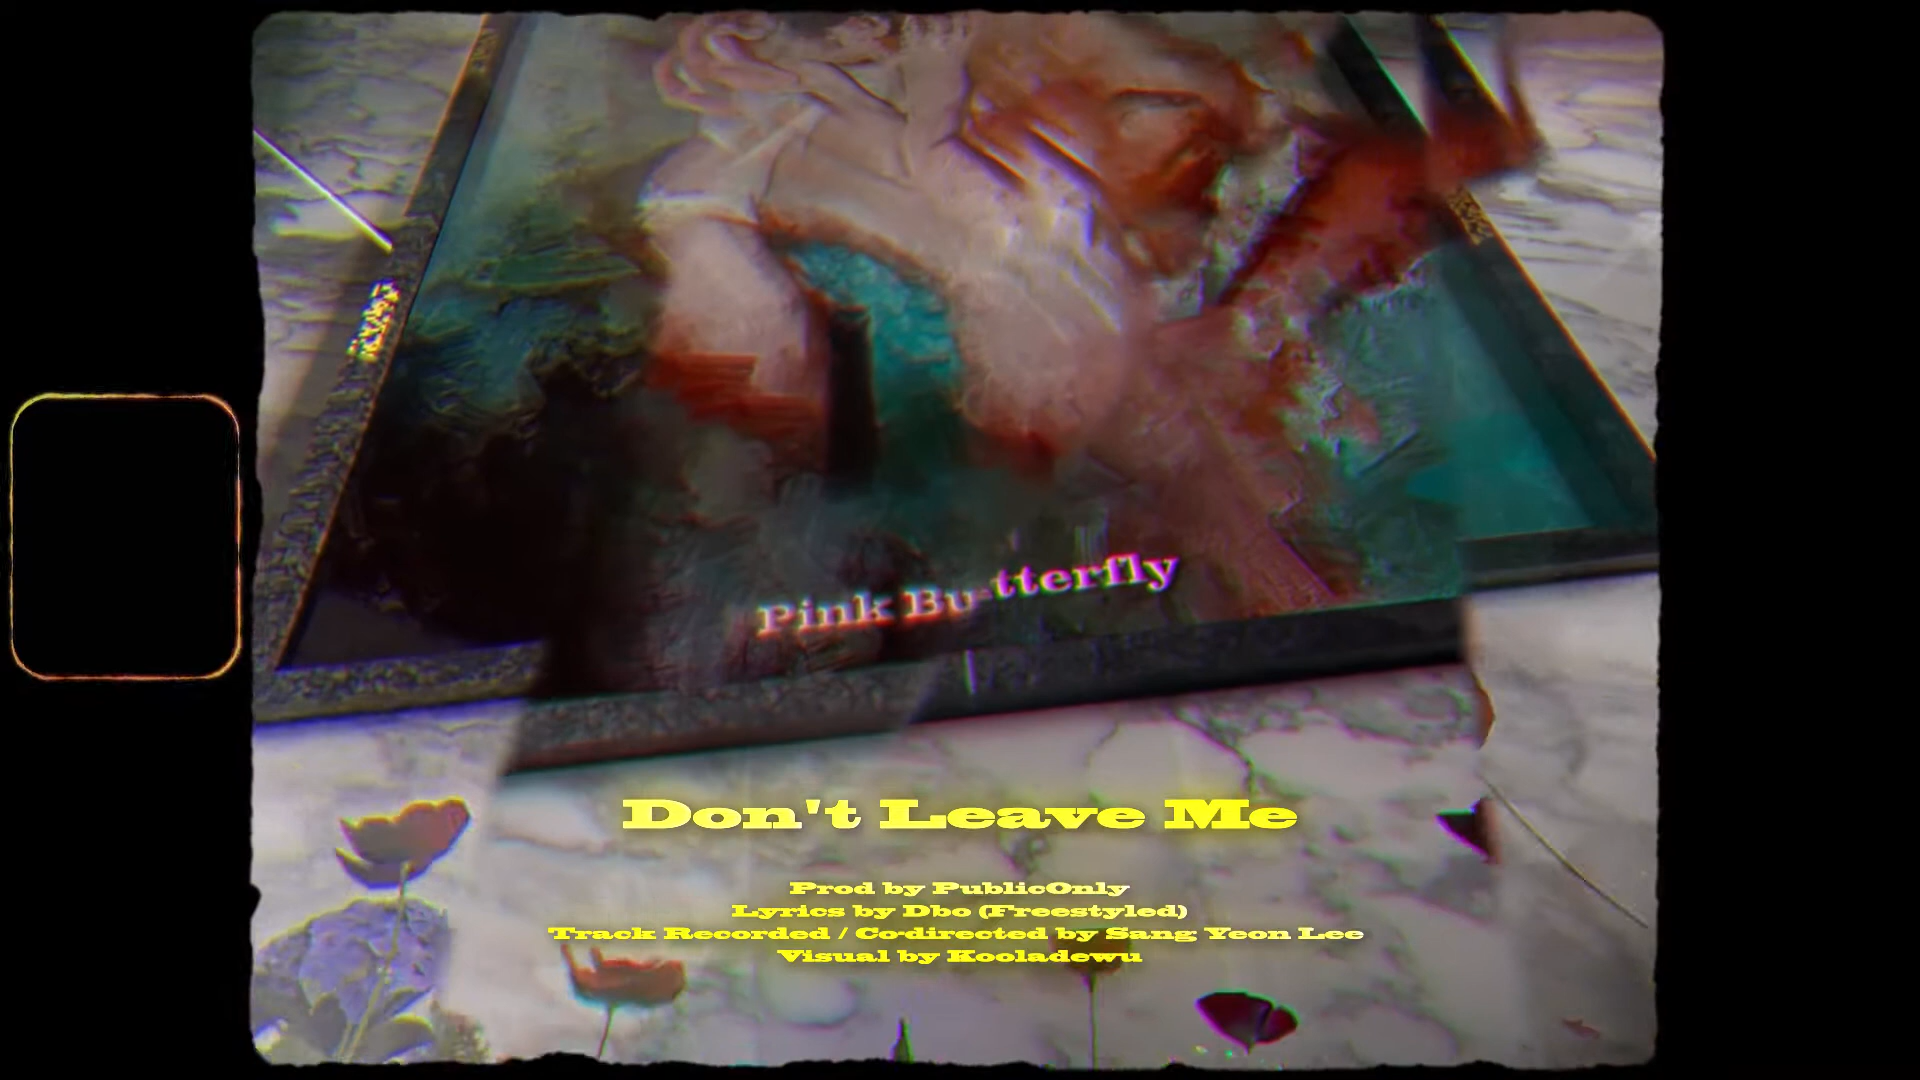 Pink Butterfly
Don't Leave Me
Prod by PublicOnly
Lyrics by Dbo (Freestyled)
Track Recorded / Co-directed by Sang Yeon Lee
Visual by Kooladewu